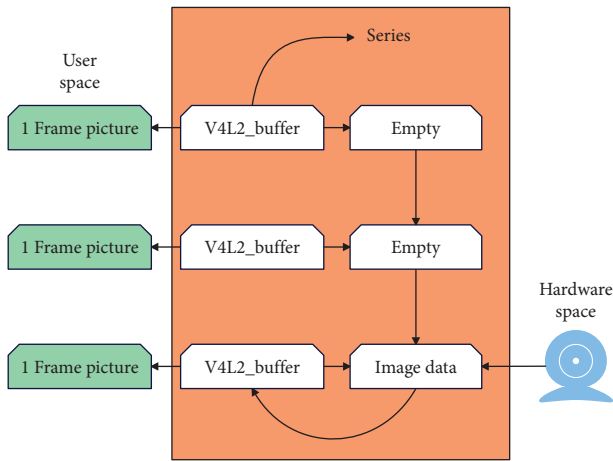 Series
User
space
1 Frame picture
V4L2_buffer
Empty
1 Frame picture
V4L2_buffer
Empty
Hardware
space
1 Frame picture
V4L2_buffer
Image data